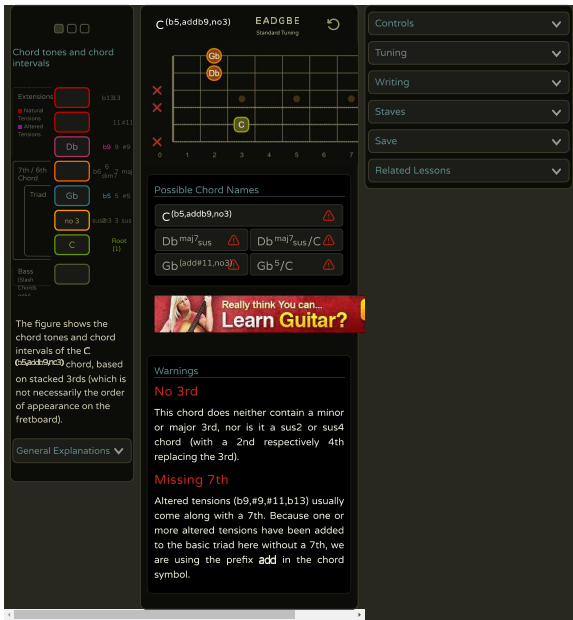 Chord tones and chord
intervals
Extensions
b13 13
Natural
Tensions
Altered
Tensions
11 #11
Db
b9 9 #9
7th / 6th
Chord
b6 6 dim7 7 maj
Triad
Gb
b5 5 #5
no 3
sus2 b3 3 sus
C
Root
(1)
Bass
(Slash
Chords
only)
The figure shows the
chord tones and chord
intervals of the C
(b5,addb9,no3) chord, based
on stacked 3rds (which is
not necessarily the order
of appearance on the
fretboard).
General Explanations
C(b5,addb9,no3)
EADGBE
Standard Tuning
Gb
Db
C
0 1 2 3 4 5 6 7
Possible Chord Names
C(b5,addb9,no3)
Dbmaj7sus
Dbmaj7sus/C
Gb(add#11,no3)
Gb5/C
Really think You can...
Learn Guitar?
Warnings
No 3rd
This chord does neither contain a minor
or major 3rd, nor is it a sus2 or sus4
chord (with a 2nd respectively 4th
replacing the 3rd).
Missing 7th
Altered tensions (b9,#9,#11,b13) usually
come along with a 7th. Because one or
more altered tensions have been added
to the basic triad here without a 7th, we
are using the prefix add in the chord
symbol.
Controls
Tuning
Writing
Staves
Save
Related Lessons